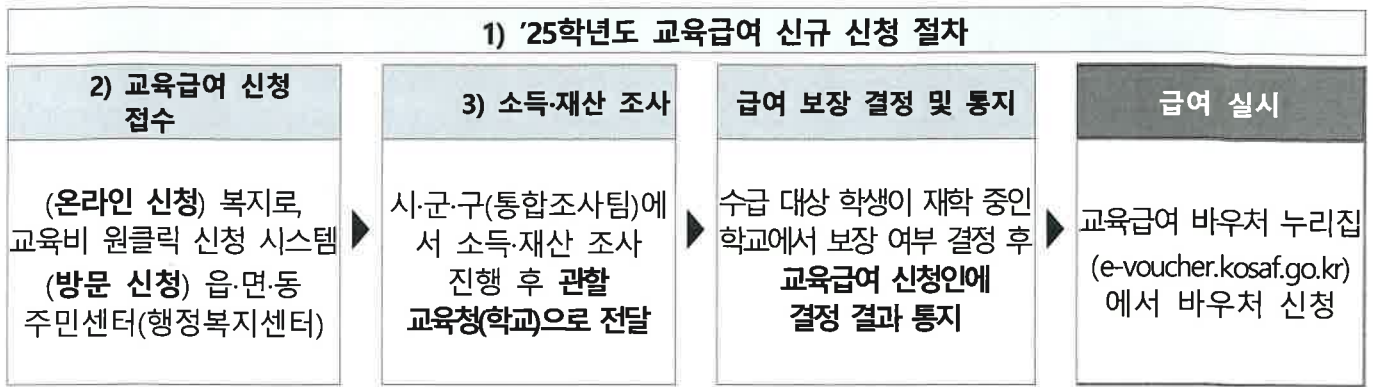 1) '25학년도 교육급여 신규 신청 절차
2) 교육급여 신청
접수
(온라인 신청) 복지로,
교육비 원클릭 신청 시스템
(방문 신청) 읍·면·동
주민센터(행정복지센터)
3) 소득·재산 조사
시·군·구(통합조사팀)에
서 소득·재산 조사
진행 후 관할
교육청(학교)으로 전달
급여 보장 결정 및 통지
수급 대상 학생이 재학 중인
학교에서 보장 여부 결정 후
교육급여 신청인에
결정 결과 통지
급여 실시
교육급여 바우처 누리집
(e-voucher.kosaf.go.kr)
에서 바우처 신청